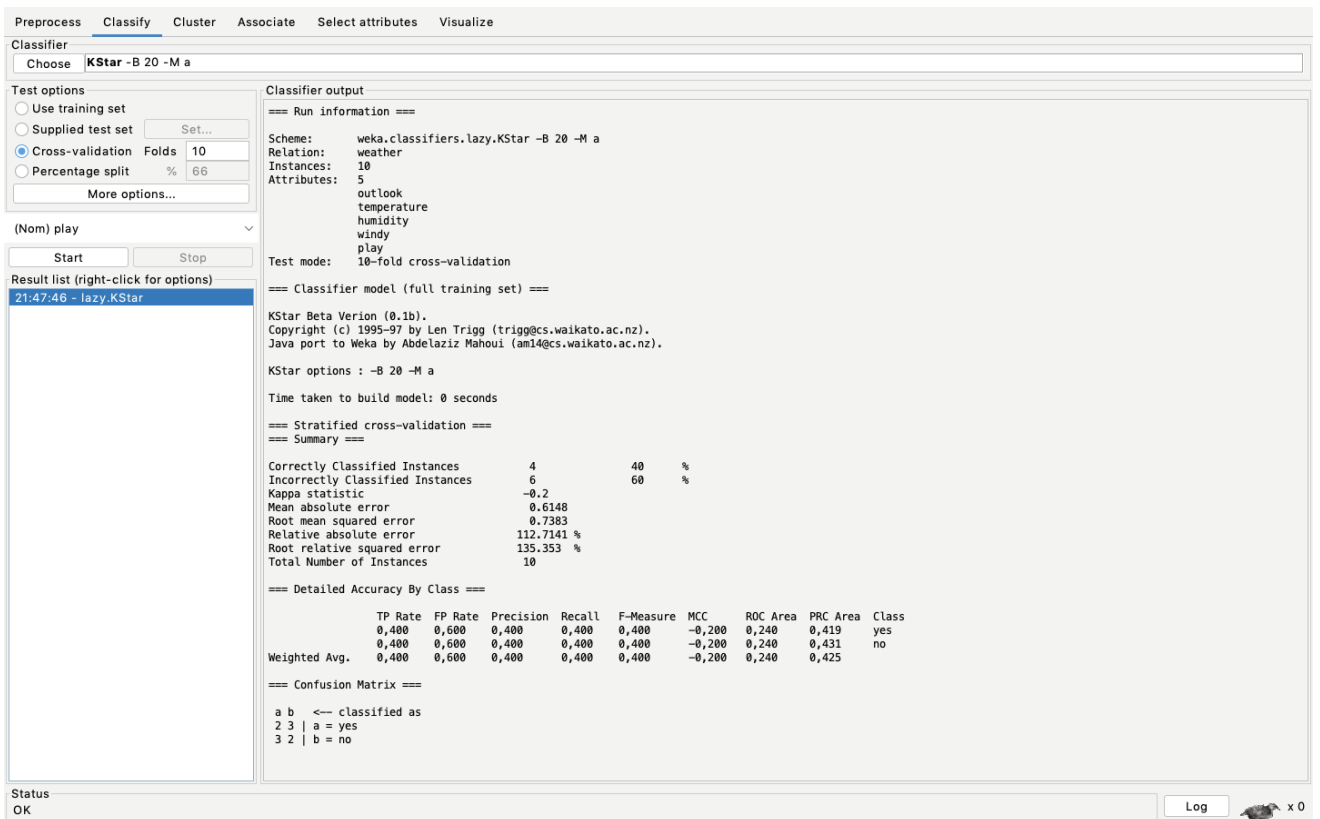 Preprocess Classify Cluster Associate Select attributes Visualize
Classifier
Choose KStar -B 20 -M a
Test options
Use training set
Supplied test set Set...
Cross-validation Folds 10
Percentage split % 66
More options...
(Nom) play
Start Stop
Result list (right-click for options)
21:47:46 - lazy.KStar
Classifier output
=== Run information ===
Scheme: weka.classifiers.lazy.KStar -B 20 -M a
Relation: weather
Instances: 10
Attributes: 5
outlook
temperature
humidity
windy
play
Test mode: 10-fold cross-validation
=== Classifier model (full training set) ===
KStar Beta Verion (0.1b).
Copyright (c) 1995-97 by Len Trigg (trigg@cs.waikato.ac.nz).
Java port to Weka by Abdelaziz Mahoui (am14@cs.waikato.ac.nz).
KStar options : -B 20 -M a
Time taken to build model: 0 seconds
=== Stratified cross-validation ===
=== Summary ===
Correctly Classified Instances 4 40 %
Incorrectly Classified Instances 6 60 %
Kappa statistic -0.2
Mean absolute error 0.6148
Root mean squared error 0.7383
Relative absolute error 112.7141 %
Root relative squared error 135.353 %
Total Number of Instances 10
=== Detailed Accuracy By Class ===
TP Rate FP Rate Precision Recall F-Measure MCC ROC Area PRC Area Class
0,400 0,600 0,400 0,400 0,400 -0,200 0,240 0,419 yes
0,400 0,600 0,400 0,400 0,400 -0,200 0,240 0,431 no
Weighted Avg. 0,400 0,600 0,400 0,400 0,400 -0,200 0,240 0,425
=== Confusion Matrix ===
a b <-- classified as
2 3 | a = yes
3 2 | b = no
Status
OK
Log x 0